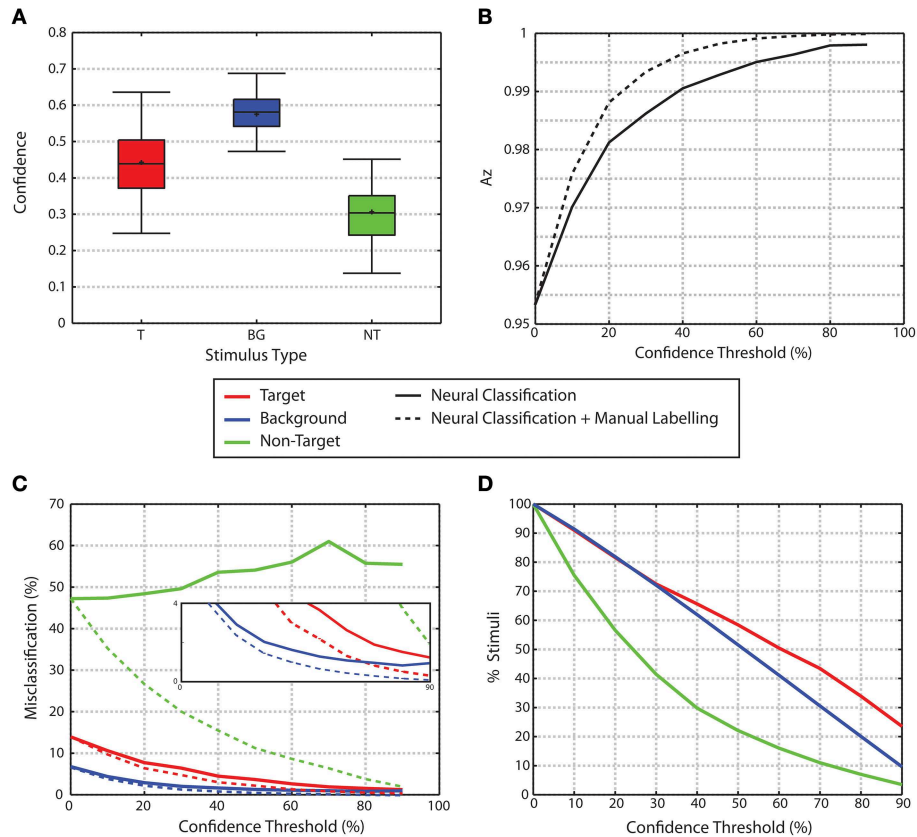 A
0.8
0.7
0.6
0.5
0.4
0.3
0.2
0.1
0
Confidence
T BG NT
Stimulus Type
B
1
0.99
0.98
0.97
0.96
0.95
Az
0 20 40 60 80 100
Confidence Threshold (%)
Target
Background
Non-Target
Neural Classification
Neural Classification + Manual Labelling
C
70
60
50
40
30
20
10
0
Misclassification (%)
4
0
0 90
0 20 40 60 80 100
Confidence Threshold (%)
D
100
90
80
70
60
50
40
30
20
10
0
% Stimuli
0 10 20 30 40 50 60 70 80 90
Confidence Threshold (%)